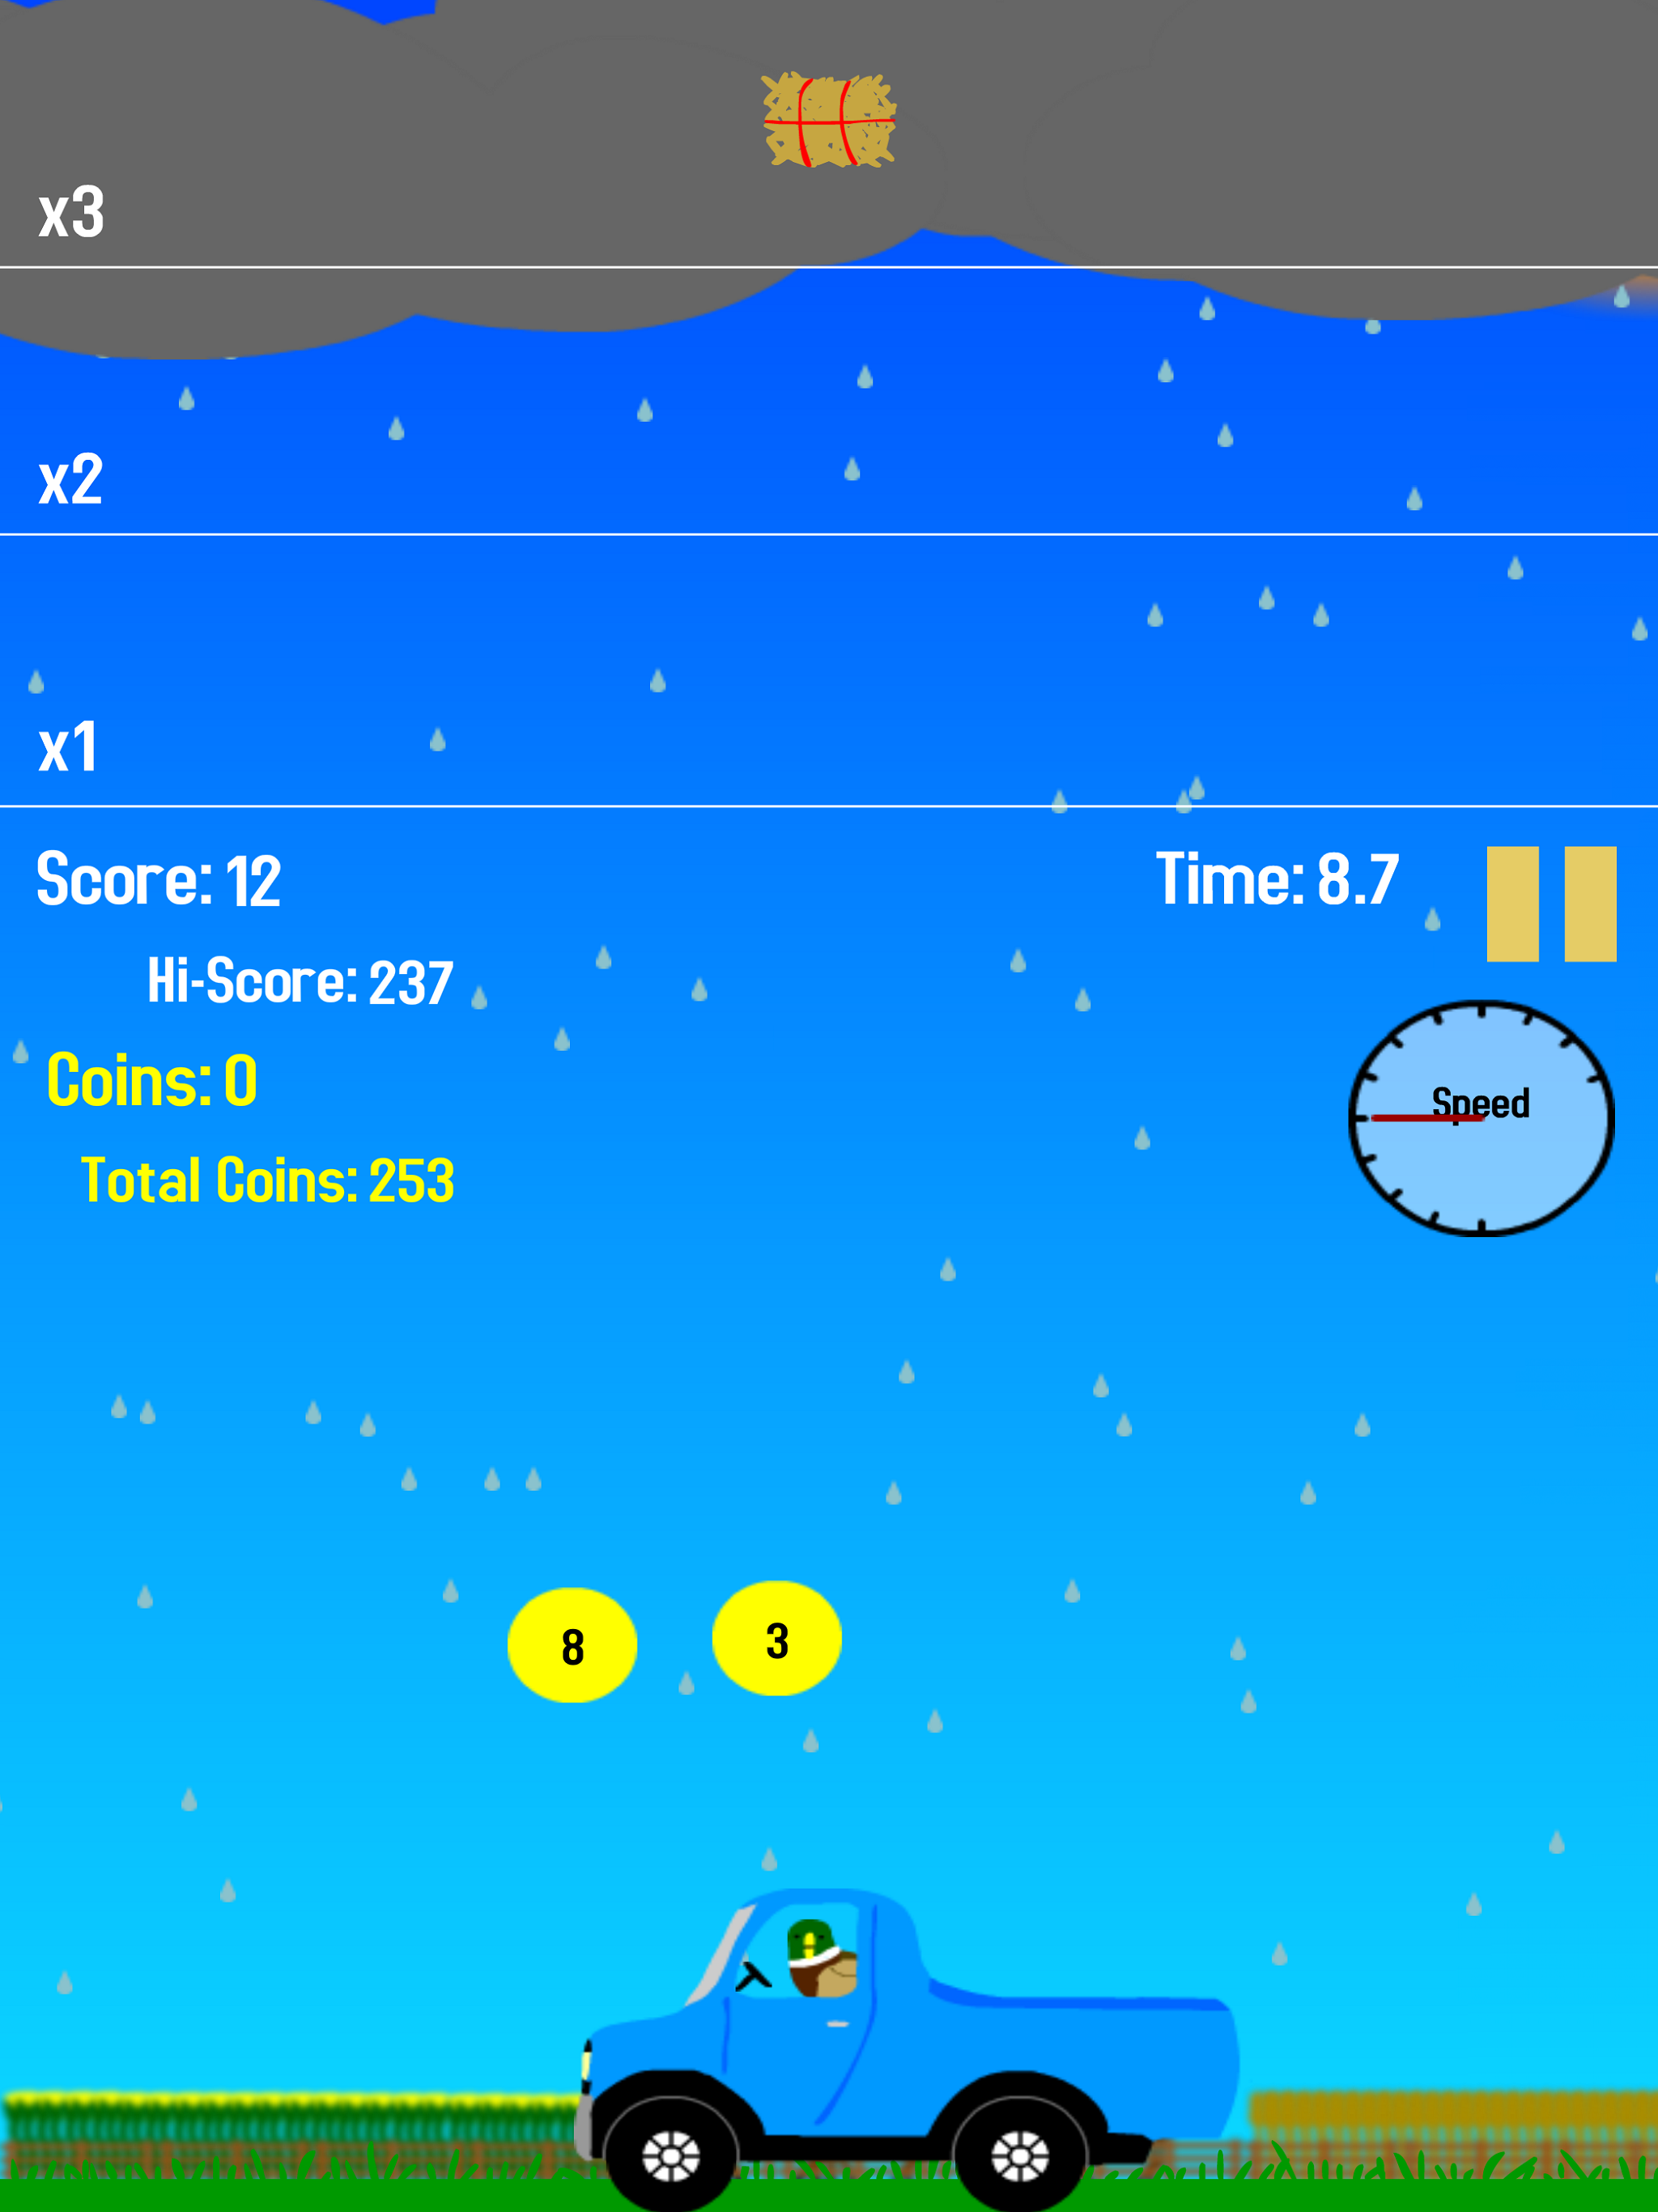 x3
x2
x1
Score: 12
Time: 8.7
Hi-Score: 237
Coins: 0
Speed
Total Coins: 253
8
3